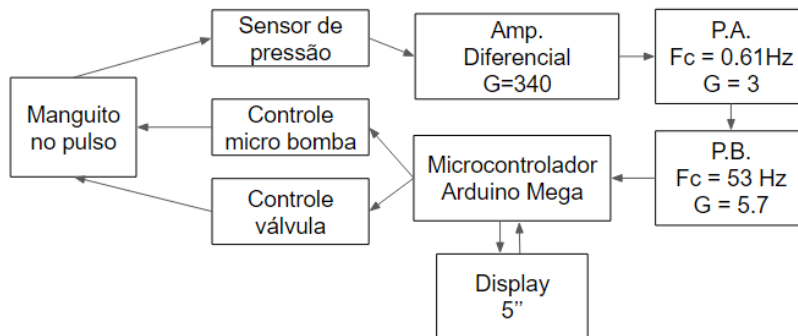 Sensor de
pressão
Amp.
Diferencial
G=340
P.A.
Fc = 0.61Hz
G = 3
Manguito
no pulso
Controle
micro bomba
Controle
válvula
Microcontrolador
Arduino Mega
P.B.
Fc = 53 Hz
G = 5.7
Display
5’’